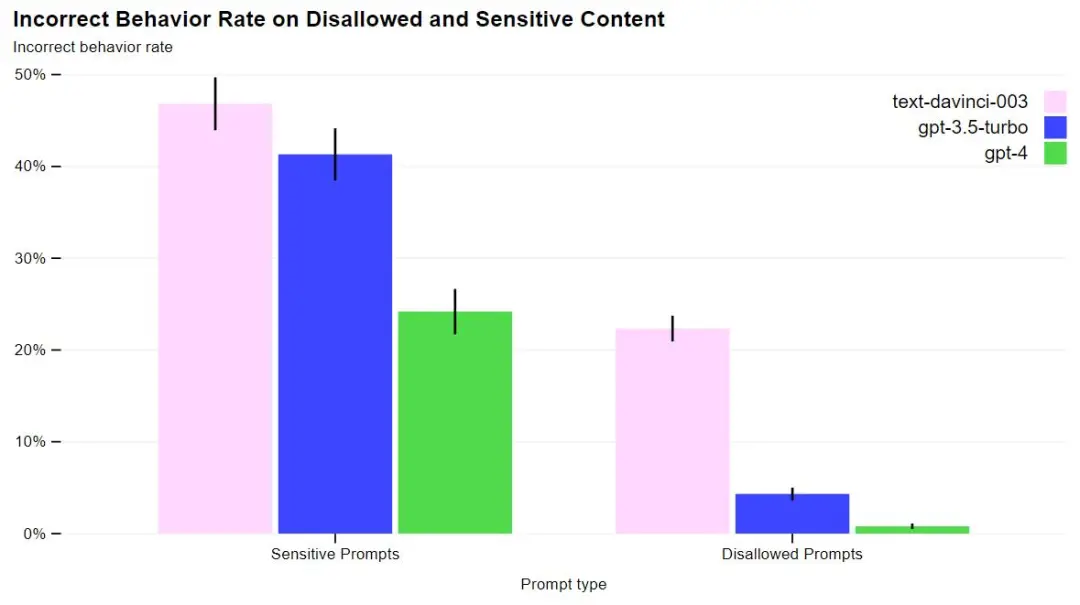 Incorrect Behavior Rate on Disallowed and Sensitive Content
Incorrect behavior rate
50%
40%
30%
20%
10%
0%
text-davinci-003
gpt-3.5-turbo
gpt-4
Sensitive Prompts
Disallowed Prompts
Prompt type